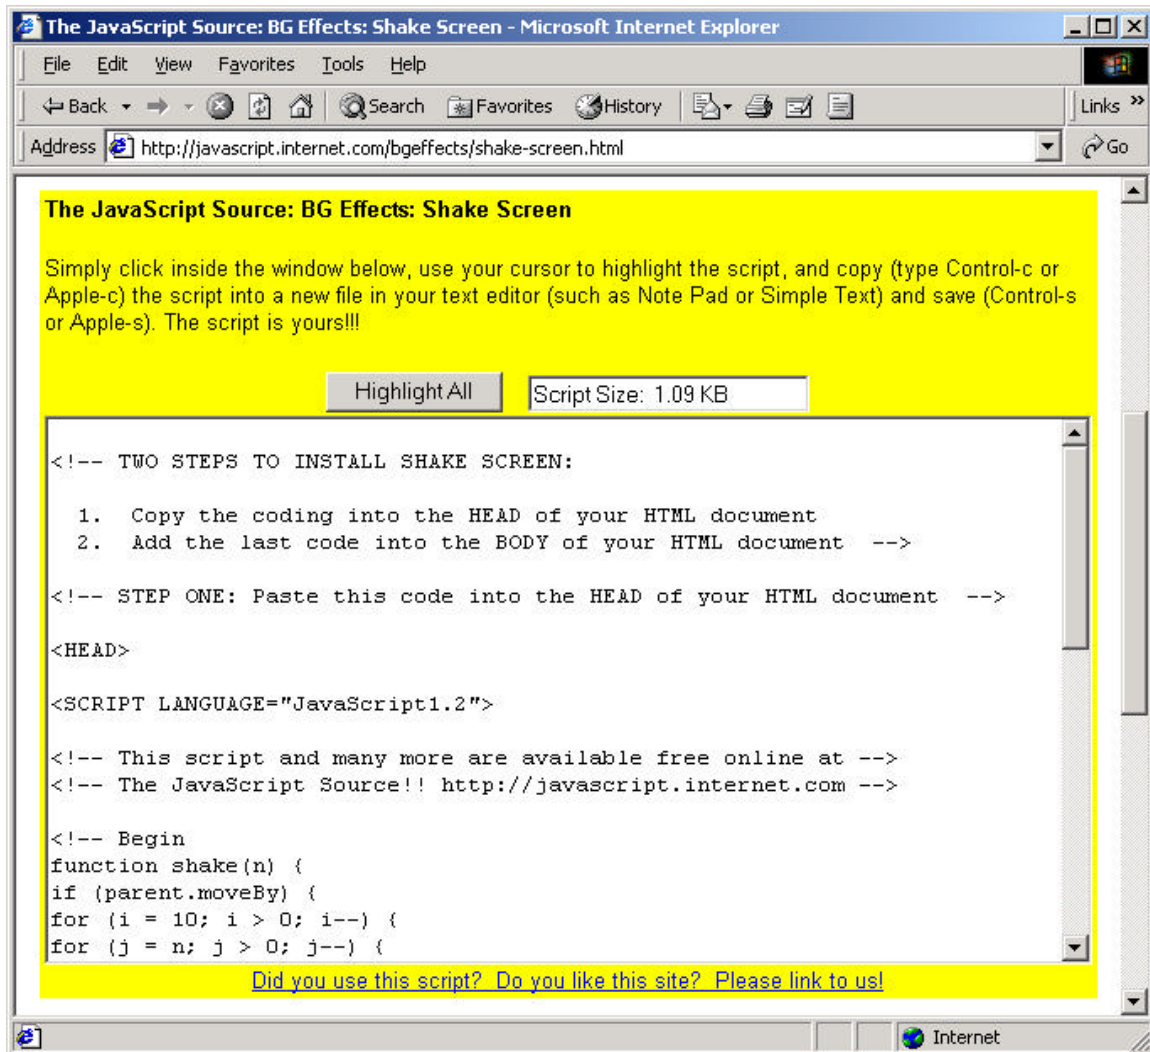 The JavaScript Source: BG Effects: Shake Screen - Microsoft Internet Explorer
File Edit View Favorites Tools Help
Back Search Favorites History Links »
Address http://javascript.internet.com/bgeffects/shake-screen.html Go
The JavaScript Source: BG Effects: Shake Screen
Simply click inside the window below, use your cursor to highlight the script, and copy (type Control-c or
Apple-c) the script into a new file in your text editor (such as Note Pad or Simple Text) and save (Control-s
or Apple-s). The script is yours!!!
Highlight All Script Size: 1.09 KB
<!-- TWO STEPS TO INSTALL SHAKE SCREEN:
1. Copy the coding into the HEAD of your HTML document
2. Add the last code into the BODY of your HTML document -->
<!-- STEP ONE: Paste this code into the HEAD of your HTML document -->
<HEAD>
<SCRIPT LANGUAGE="JavaScript1.2">
<!-- This script and many more are available free online at -->
<!-- The JavaScript Source!! http://javascript.internet.com -->
<!-- Begin
function shake(n) {
if (parent.moveBy) {
for (i = 10; i > 0; i--) {
for (j = n; j > 0; j--) {
Did you use this script? Do you like this site? Please link to us!
Internet